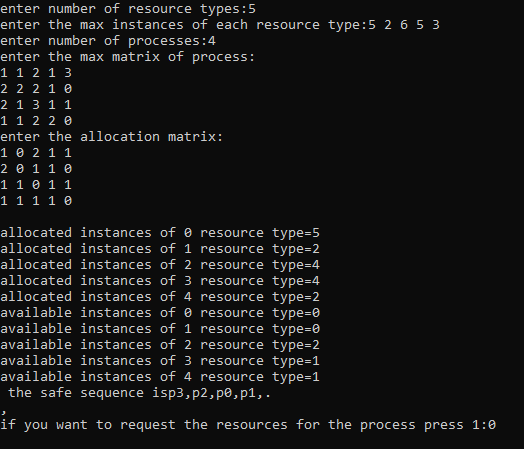 enter number of resource types:5
enter the max instances of each resource type:5 2 6 5 3
enter number of processes:4
enter the max matrix of process:
1 1 2 1 3
2 2 2 1 0
2 1 3 1 1
1 1 2 2 0
enter the allocation matrix:
1 0 2 1 1
2 0 1 1 0
1 1 0 1 1
1 1 1 1 0
allocated instances of 0 resource type=5
allocated instances of 1 resource type=2
allocated instances of 2 resource type=4
allocated instances of 3 resource type=4
allocated instances of 4 resource type=2
available instances of 0 resource type=0
available instances of 1 resource type=0
available instances of 2 resource type=2
available instances of 3 resource type=1
available instances of 4 resource type=1
the safe sequence isp3,p2,p0,p1,.
,
if you want to request the resources for the process press 1:0